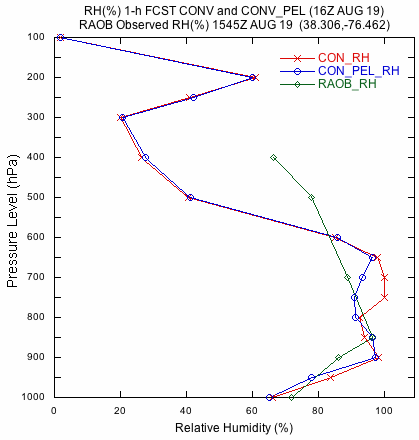 RH(%) 1-h FCST CONV and CONV_PEL (16Z AUG 19)
RAOB Observed RH(%) 1545Z AUG 19 (38.306,-76.462)
CON_RH
CON_PEL_RH
RAOB_RH
Pressure Level (hPa)
100
200
300
400
500
600
700
800
900
1000
0 20 40 60 80 100
Relative Humidity (%)